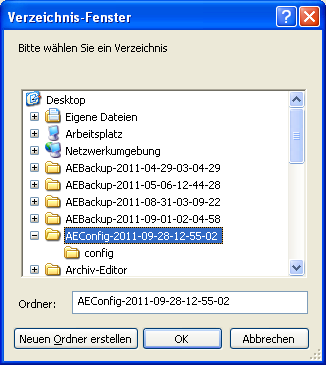 Verzeichnis-Fenster
Bitte wählen Sie ein Verzeichnis
Desktop
Eigene Dateien
Arbeitsplatz
Netzwerkumgebung
AEBackup-2011-04-29-03-04-29
AEBackup-2011-05-06-12-44-28
AEBackup-2011-08-31-03-09-22
AEBackup-2011-09-01-02-04-58
AEConfig-2011-09-28-12-55-02
config
Archiv-Editor
Ordner: AEConfig-2011-09-28-12-55-02
Neuen Ordner erstellen OK Abbrechen